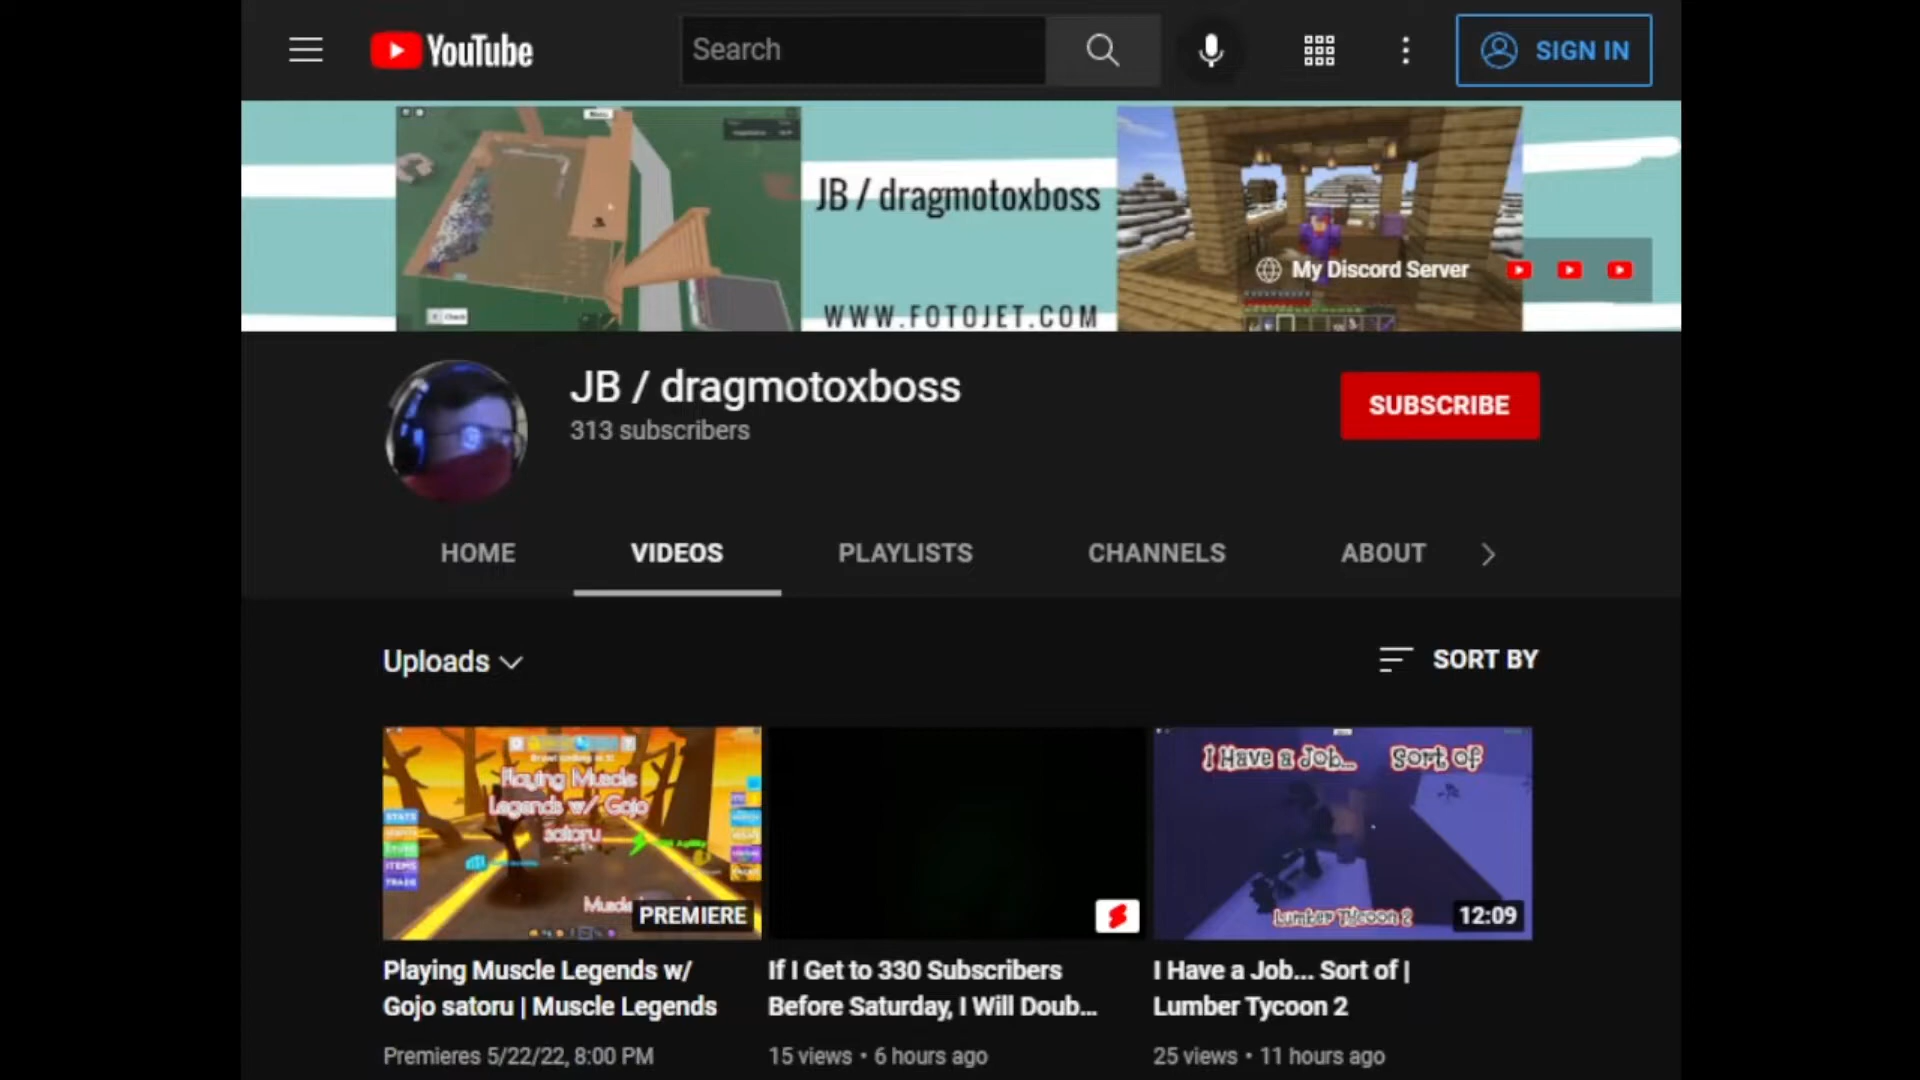 YouTube
Search
SIGN IN
JB / dragmotoxboss
WWW.FOTOJET.COM
My Discord Server
JB / dragmotoxboss
313 subscribers
SUBSCRIBE
HOME
VIDEOS
PLAYLISTS
CHANNELS
ABOUT
Uploads
SORT BY
Playing Muscle
Legends w/ Gojo
satoru
STATS
ITEMS
TRADE
PREMIERE
I Have a Job... Sort of
Lumber Tycoon 2
12:09
Playing Muscle Legends w/
Gojo satoru | Muscle Legends
Premieres 5/22/22, 8:00 PM
If I Get to 330 Subscribers
Before Saturday, I Will Doub...
15 views • 6 hours ago
I Have a Job... Sort of |
Lumber Tycoon 2
25 views • 11 hours ago